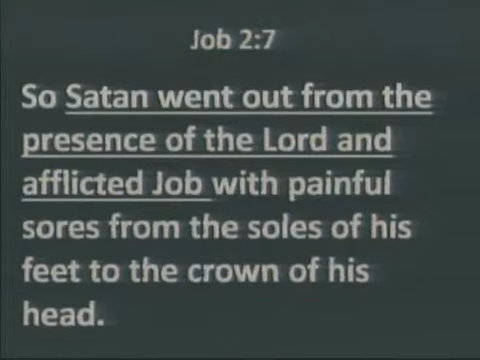 Job 2:7
So Satan went out from the
presence of the Lord and
afflicted Job with painful
sores from the soles of his
feet to the crown of his
head.